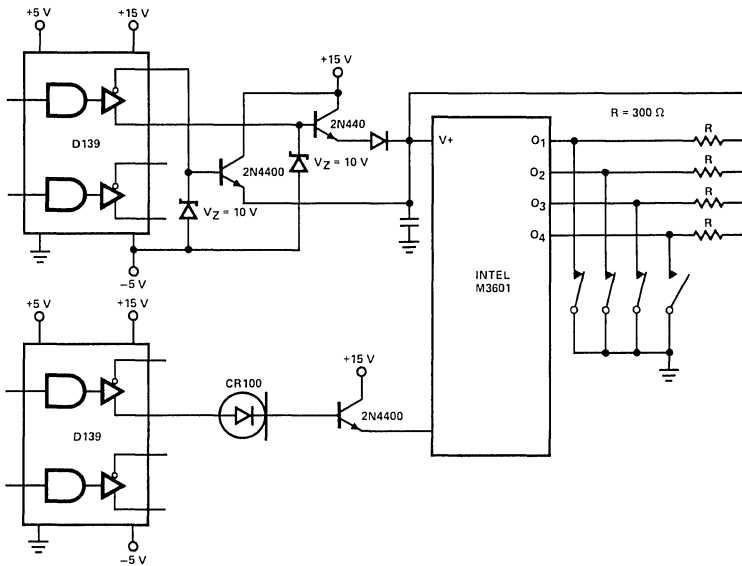 +5 V
+15 V
+15 V
R = 300 Ω
2N440
V+
O1
R
D139
2N4400
VZ = 10 V
O2
R
VZ = 10 V
O3
R
O4
R
INTEL
M3601
−5 V
+5 V
+15 V
+15 V
CR100
2N4400
D139
−5 V